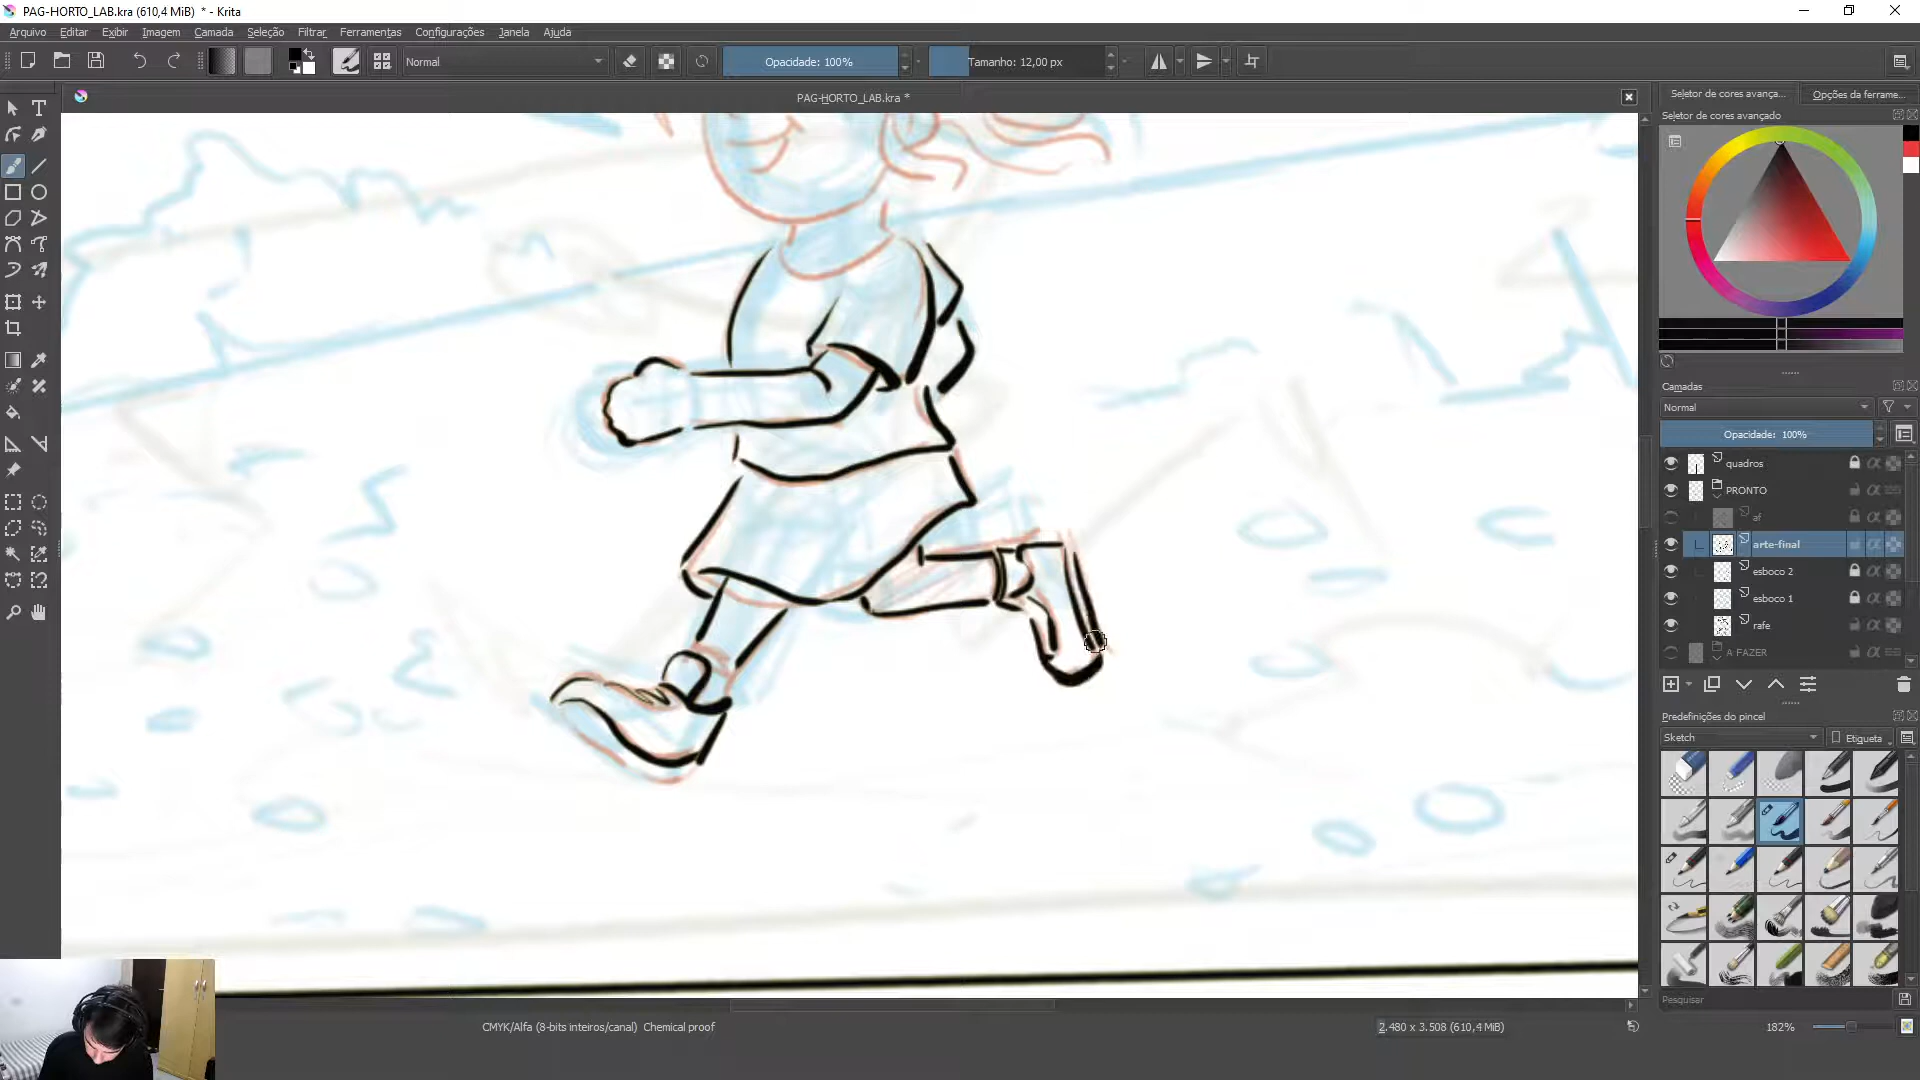 PAG-HORTO_LAB.kra (610,4 MiB) * - Krita
Arquivo Editar Exibir Imagem Camada Seleção Filtrar Ferramentas Configurações Janela Ajuda
Normal
Opacidade: 100%
Tamanho: 12,00 px
PAG-HORTO_LAB.kra *
Seletor de cores avança...
Opções da ferrame...
Seletor de cores avançado
Camadas
Normal
Opacidade: 100%
quadros
PRONTO
af
arte-final
esboco 2
esboco 1
rafe
A FAZER
Predefinições do pincel
Sketch
Etiqueta
Pesquisar
CMYK/Alfa (8-bits inteiros/canal) Chemical proof
2.480 x 3.508 (610,4 MiB)
182%